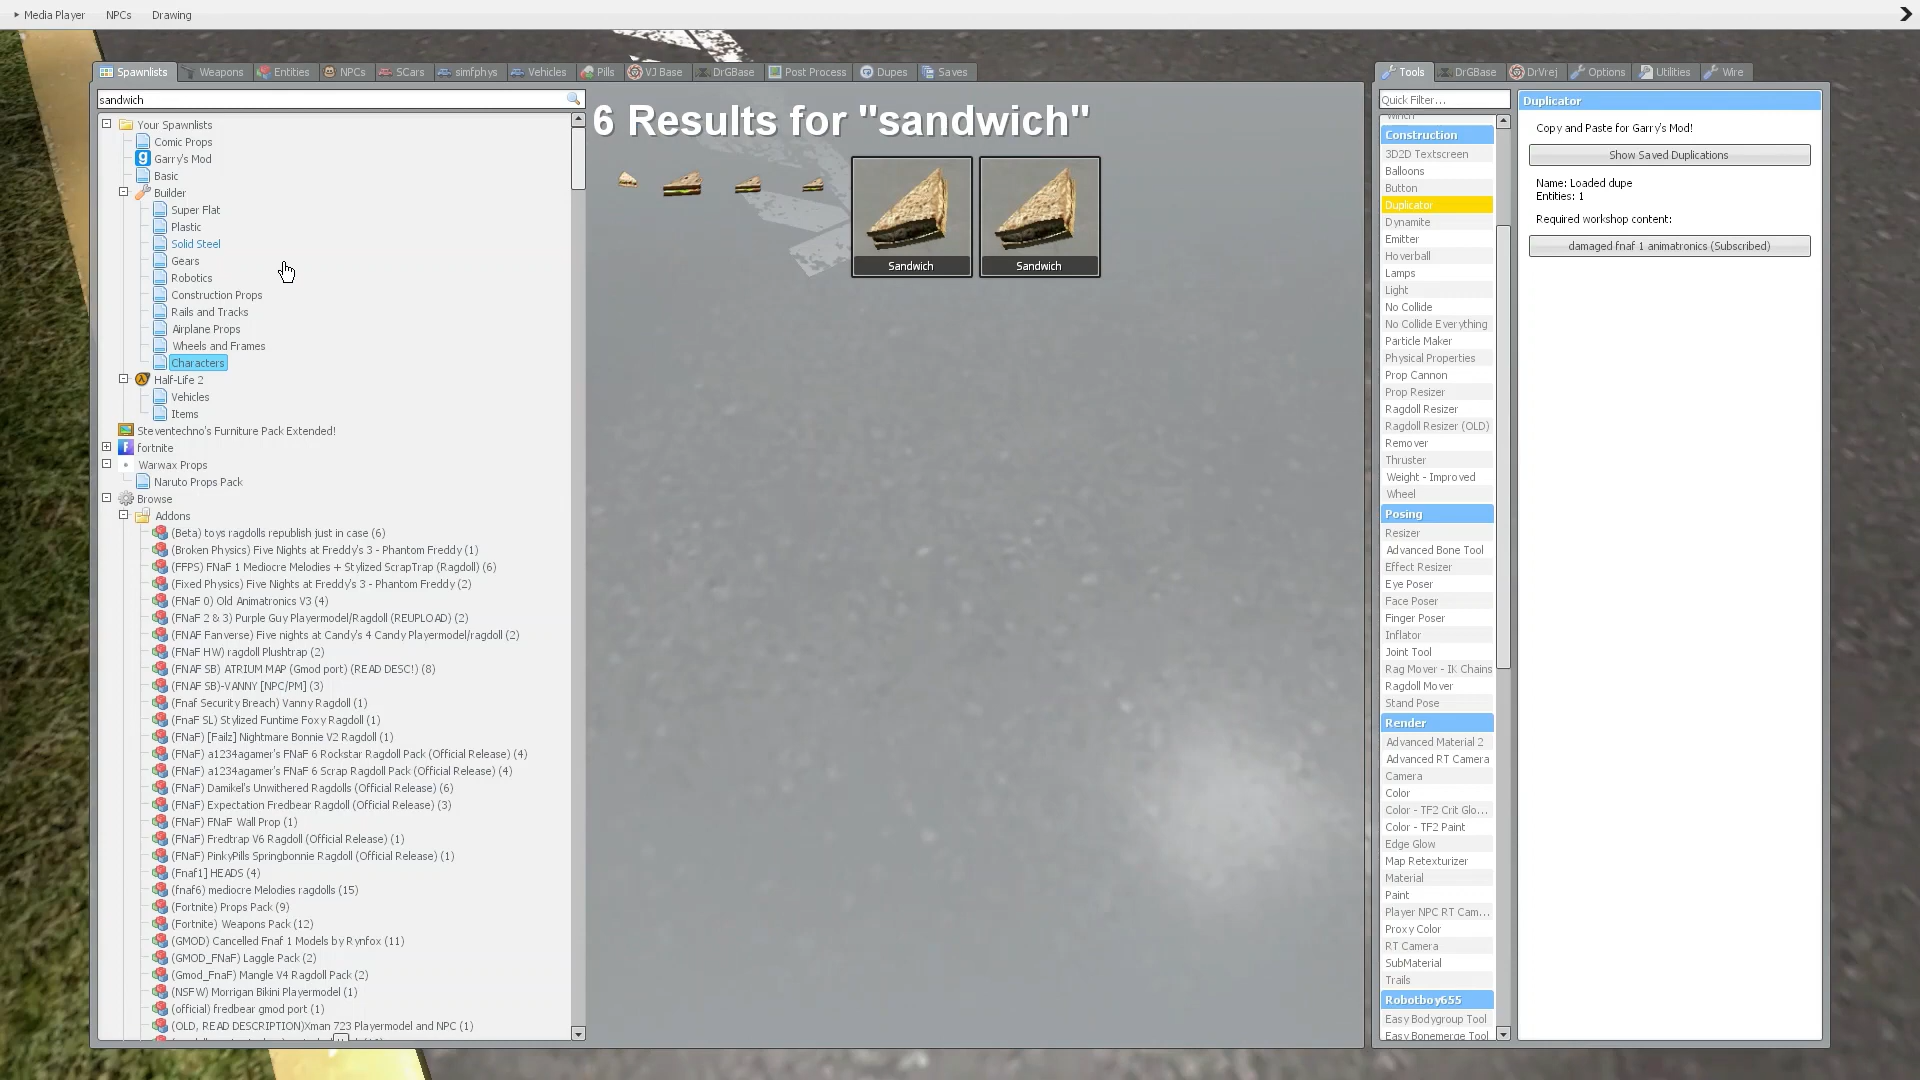 Media Player NPCs Drawing
Spawnlists Weapons Entities NPCs SCars simfphys Vehicles Pills VJ Base DrGBase Post Process Dupes Saves
Tools DrGBase DrVrej Options Utilities Wire
sandwich
Your Spawnlists
Comic Props
Garry's Mod
Basic
Builder
Super Flat
Plastic
Solid Steel
Gears
Robotics
Construction Props
Rails and Tracks
Airplane Props
Wheels and Frames
Characters
Half-Life 2
Vehicles
Items
Steventechno's Furniture Pack Extended!
fortnite
Warwax Props
Naruto Props Pack
Browse
Addons
(Beta) toys ragdolls republish just in case (6)
(Broken Physics) Five Nights at Freddy's 3 - Phantom Freddy (1)
(FFPS) FNaF 1 Mediocre Melodies + Stylized ScrapTrap (Ragdoll) (6)
(Fixed Physics) Five Nights at Freddy's 3 - Phantom Freddy (2)
(FNaF 0) Old Animatronics V3 (4)
(FNaF 2 & 3) Purple Guy Playermodel/Ragdoll (REUPLOAD) (2)
(FNAF Fanverse) Five nights at Candy's 4 Candy Playermodel/ragdoll (2)
(FNaF HW) ragdoll Plushtrap (2)
(FNAF SB) ATRIUM MAP (Gmod port) (READ DESC!) (8)
(FNAF SB)-VANNY [NPC/PM] (3)
(Fnaf Security Breach) Vanny Ragdoll (1)
(FnaF SL) Stylized Funtime Foxy Ragdoll (1)
(FNaF) [Failz] Nightmare Bonnie V2 Ragdoll (1)
(FNaF) a1234agamer's FNaF 6 Rockstar Ragdoll Pack (Official Release) (4)
(FNaF) a1234agamer's FNaF 6 Scrap Ragdoll Pack (Official Release) (4)
(FNaF) Damikel's Unwithered Ragdolls (Official Release) (6)
(FNaF) Expectation Fredbear Ragdoll (Official Release) (3)
(FNaF) FNaF Wall Prop (1)
(FNaF) Fredtrap V6 Ragdoll (Official Release) (1)
(FNaF) PinkyPills Springbonnie Ragdoll (Official Release) (1)
(Fnaf1] HEADS (4)
(fnaf6) mediocre Melodies ragdolls (15)
(Fortnite) Props Pack (9)
(Fortnite) Weapons Pack (12)
(GMOD) Cancelled Fnaf 1 Models by Rynfox (11)
(GMOD_FNaF) Laggle Pack (2)
(Gmod_FnaF) Mangle V4 Ragdoll Pack (2)
(NSFW) Morrigan Bikini Playermodel (1)
(official) fredbear gmod port (1)
(OLD, READ DESCRIPTION)Xman 723 Playermodel and NPC (1)
6 Results for "sandwich"
Sandwich
Sandwich
Quick Filter...
Winch
Construction
3D2D Textscreen
Balloons
Button
Duplicator
Dynamite
Emitter
Hoverball
Lamps
Light
No Collide
No Collide Everything
Particle Maker
Physical Properties
Prop Cannon
Prop Resizer
Ragdoll Resizer
Ragdoll Resizer (OLD)
Remover
Thruster
Weight - Improved
Wheel
Posing
Resizer
Advanced Bone Tool
Effect Resizer
Eye Poser
Face Poser
Finger Poser
Inflator
Joint Tool
Rag Mover - IK Chains
Ragdoll Mover
Stand Pose
Render
Advanced Material 2
Advanced RT Camera
Camera
Color
Color - TF2 Crit Glo...
Color - TF2 Paint
Edge Glow
Map Retexturizer
Material
Paint
Player NPC RT Cam...
Proxy Color
RT Camera
SubMaterial
Trails
Robotboy655
Easy Bodygroup Tool
Easy Bonemerge Tool
Duplicator
Copy and Paste for Garry's Mod!
Show Saved Duplications
Name: Loaded dupe
Entities: 1
Required workshop content:
damaged fnaf 1 animatronics (Subscribed)